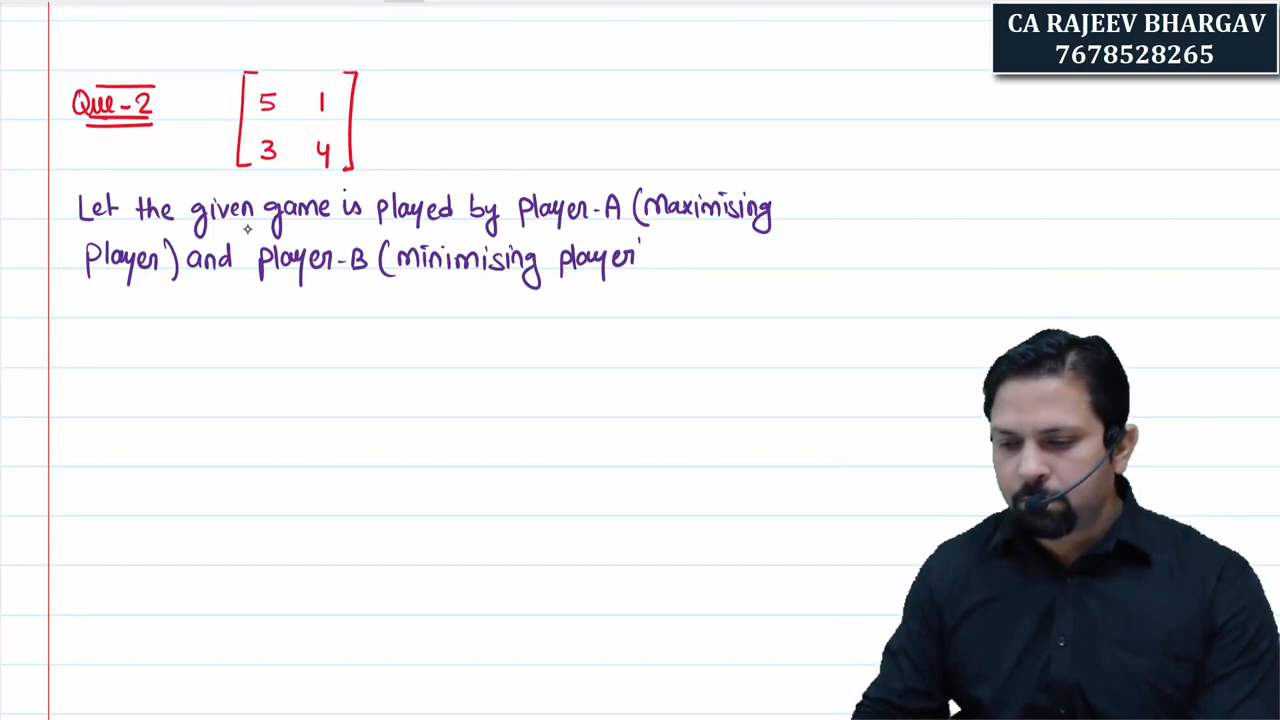 CA RAJEEV BHARGAV
7678528265
Que-2
5 1
3 4
Let the given game is played by player-A (Maximising
Player) and player-B (minimising player